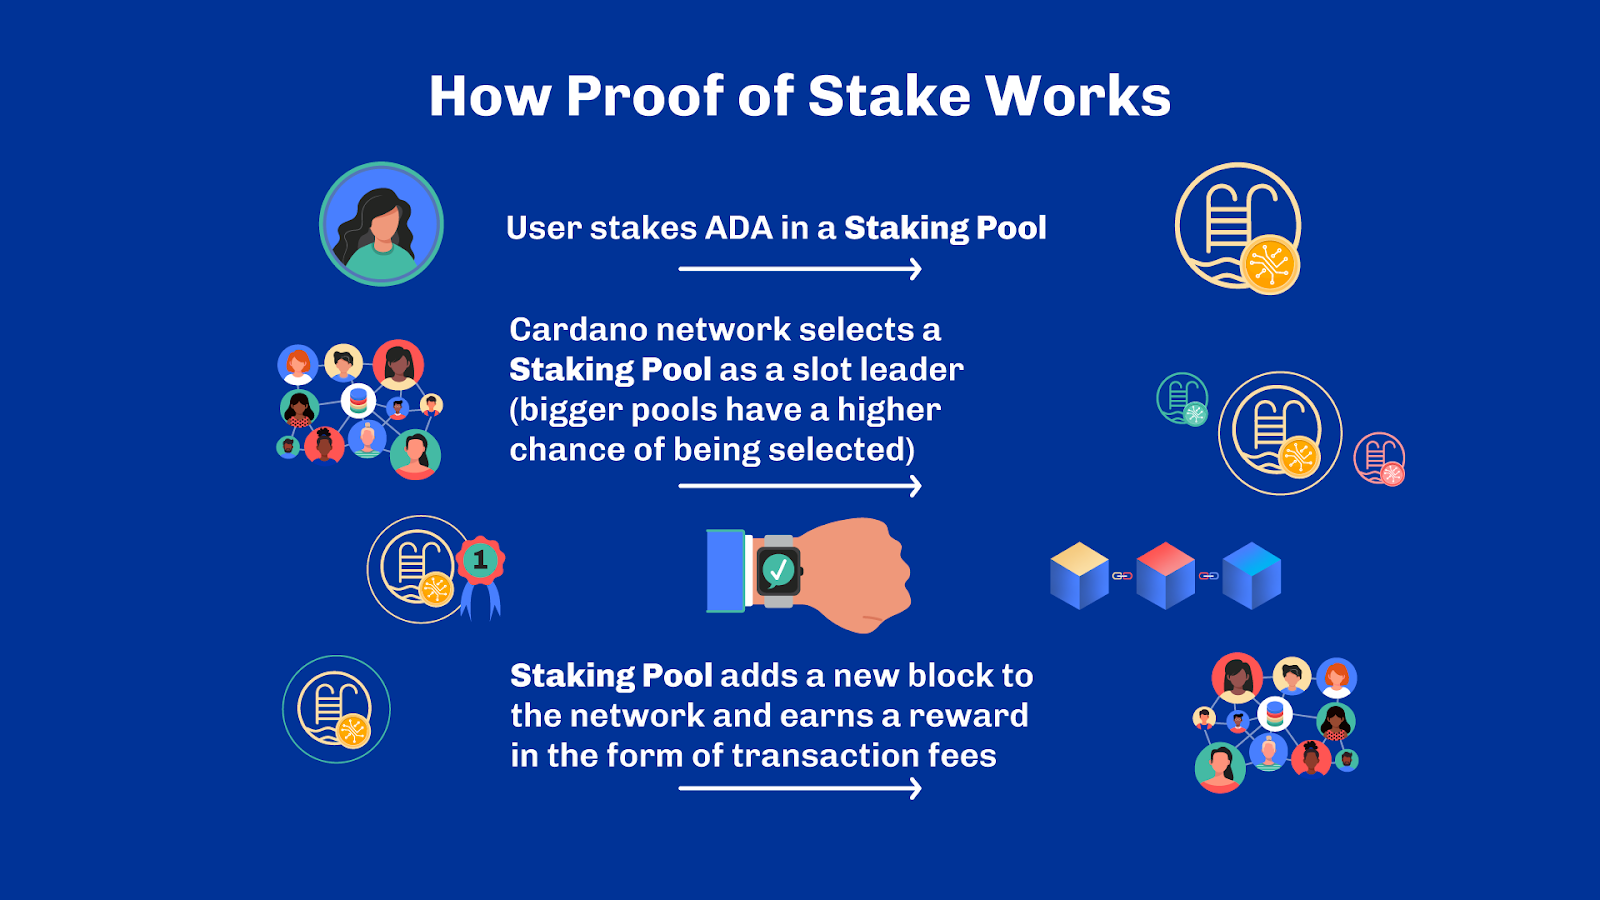 How Proof of Stake Works
User stakes ADA in a Staking Pool
Cardano network selects a
Staking Pool as a slot leader
(bigger pools have a higher
chance of being selected)
1
Staking Pool adds a new block to
the network and earns a reward
in the form of transaction fees